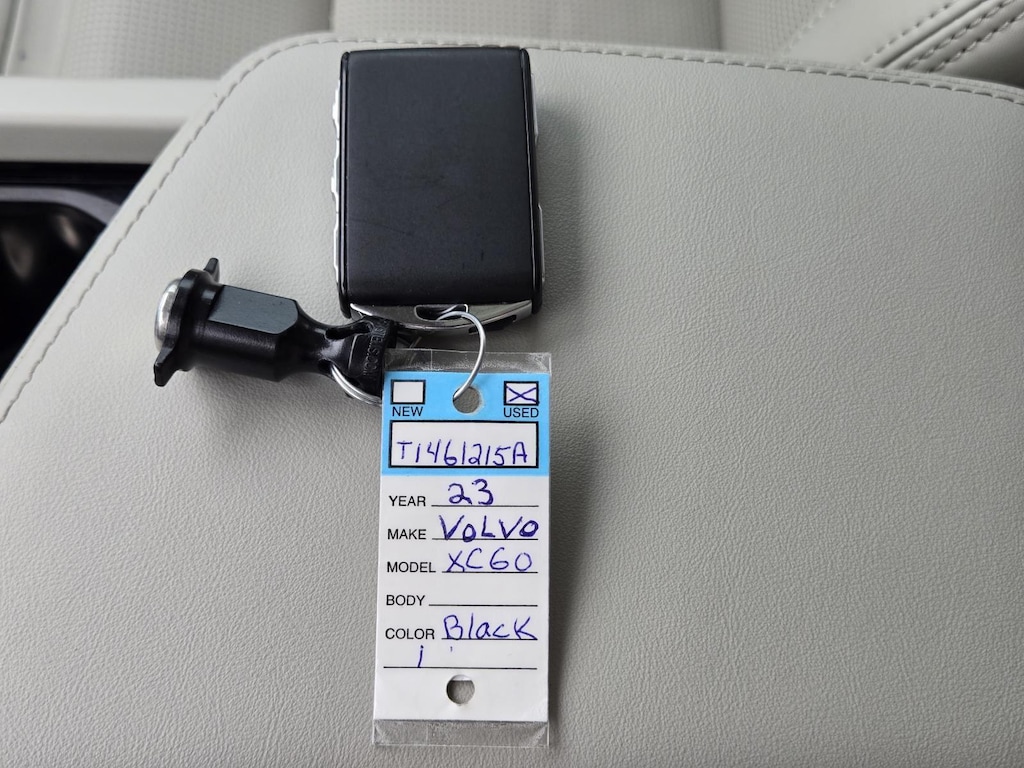 NEW USED
T1461215A
YEAR 23
MAKE VOLVO
MODEL XC60
BODY
COLOR Black